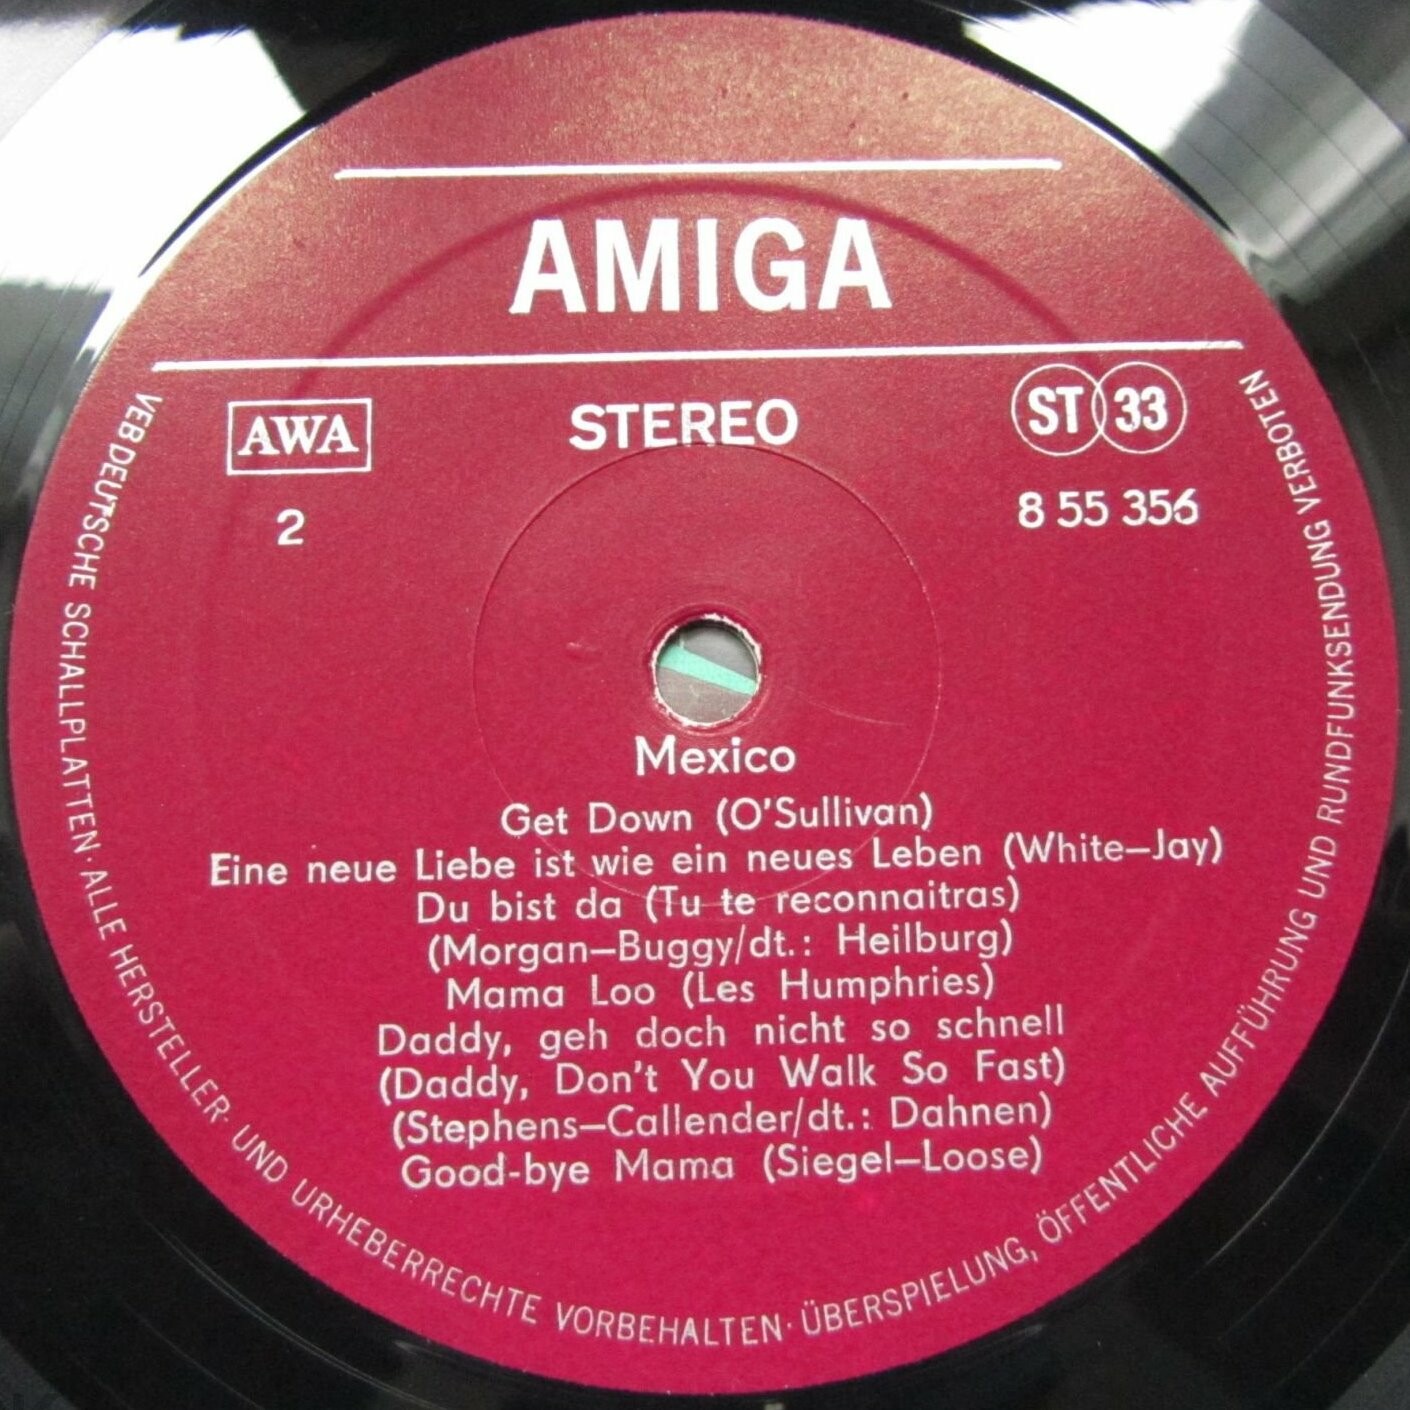 AMIGA
AWA
STEREO
ST 33
2
8 55 356
Mexico
Get Down (O'Sullivan)
Eine neue Liebe ist wie ein neues Leben (White–Jay)
Du bist da (Tu te reconnaitras)
(Morgan–Buggy/dt.: Heilburg)
Mama Loo (Les Humphries)
Daddy, geh doch nicht so schnell
(Daddy, Don't You Walk So Fast)
(Stephens–Callender/dt.: Dahnen)
Good-bye Mama (Siegel–Loose)
VEB DEUTSCHE SCHALLPLATTEN · ALLE HERSTELLER- UND URHEBERRECHTE VORBEHALTEN · ÜBERSPIELUNG, ÖFFENTLICHE AUFFÜHRUNG UND RUNDFUNKSENDUNG VERBOTEN